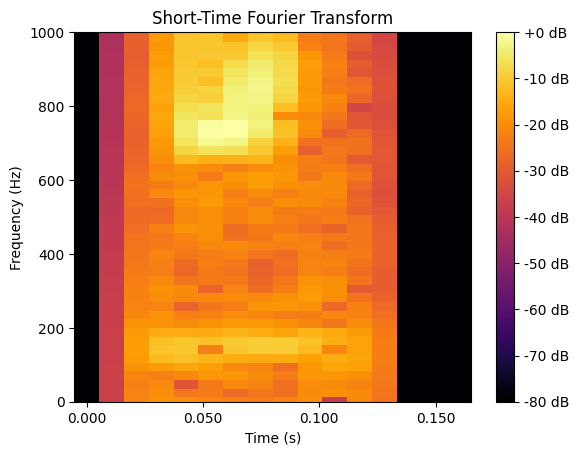 Short-Time Fourier Transform
1000
800
600
400
200
0
Frequency (Hz)
0.000
0.050
0.100
0.150
Time (s)
+0 dB
-10 dB
-20 dB
-30 dB
-40 dB
-50 dB
-60 dB
-70 dB
-80 dB